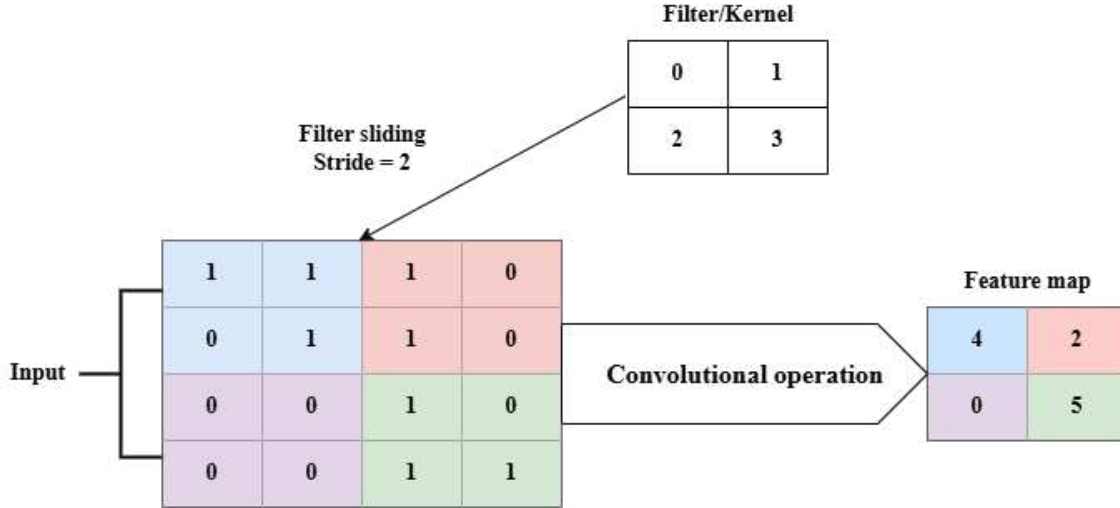 Filter/Kernel
0 1
2 3
Filter sliding
Stride = 2
1 1 1 0
0 1 1 0
0 0 1 0
0 0 1 1
Input
Convolutional operation
Feature map
4 2
0 5